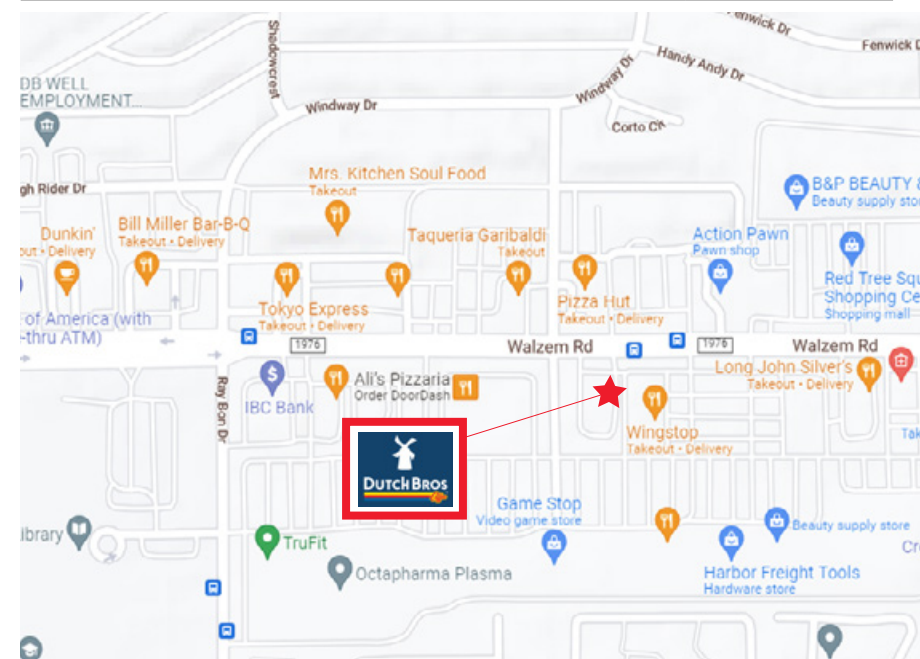 Fenwick Dr
Fenwick D
Shadowcrest
Handy Andy Dr
Windway Dr
DB WELL
EMPLOYMENT...
Windway Dr
Corto Cir
Mrs. Kitchen Soul Food
Takeout
gh Rider Dr
B&P BEAUTY &
Beauty supply stor
Dunkin'
out • Delivery
Bill Miller Bar-B-Q
Takeout • Delivery
Taqueria Garibaldi
Takeout
Action Pawn
Pawn shop
Red Tree Squ
Shopping Ce
Shopping mall
Tokyo Express
Takeout • Delivery
Pizza Hut
Takeout • Delivery
of America (with
-thru ATM)
1976
Walzem Rd
1976
Walzem Rd
Long John Silver's
Takeout • Delivery
Ray Bon Dr
IBC Bank
Ali's Pizzaria
Order DoorDash
Wingstop
Takeout • Delivery
Tak
DUTCH BROS
Game Stop
Video game store
Beauty supply store
ibrary
TruFit
Cr
Octapharma Plasma
Harbor Freight Tools
Hardware store